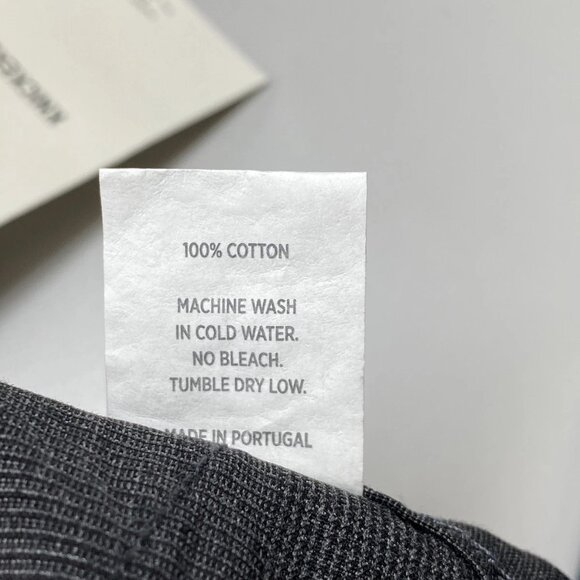 100% COTTON
MACHINE WASH
IN COLD WATER.
NO BLEACH.
TUMBLE DRY LOW.
MADE IN PORTUGAL